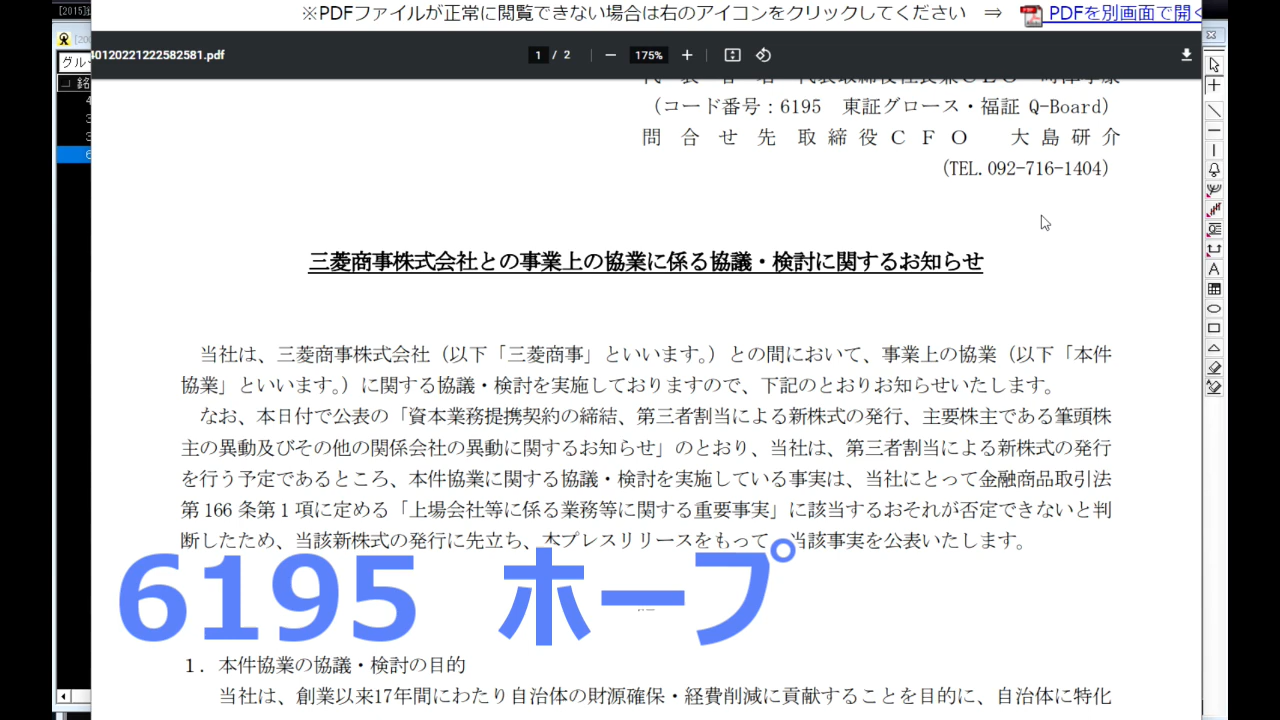 [2015]
※PDFファイルが正常に閲覧できない場合は右のアイコンをクリックしてください ⇒ PDFを別画面で開く
40120221222582581.pdf
1 / 2
175%
グル
銘
代表者名 代表取締役社長兼CEO 時津孝康
(コード番号:6195 東証グロース・福証 Q-Board)
問合せ先 取締役CFO 大島研介
(TEL.092-716-1404)
三菱商事株式会社との事業上の協業に係る協議・検討に関するお知らせ
当社は、三菱商事株式会社(以下「三菱商事」といいます。)との間において、事業上の協業(以下「本件
協業」といいます。)に関する協議・検討を実施しておりますので、下記のとおりお知らせいたします。
なお、本日付で公表の「資本業務提携契約の締結、第三者割当による新株式の発行、主要株主である筆頭株
主の異動及びその他の関係会社の異動に関するお知らせ」のとおり、当社は、第三者割当による新株式の発行
を行う予定であるところ、本件協業に関する協議・検討を実施している事実は、当社にとって金融商品取引法
第166条第1項に定める「上場会社等に係る業務等に関する重要事実」に該当するおそれが否定できないと判
断したため、当該新株式の発行に先立ち、本プレスリリースをもって、当該事実を公表いたします。
6195 ホープ
1.本件協業の協議・検討の目的
当社は、創業以来17年間にわたり自治体の財源確保・経費削減に貢献することを目的に、自治体に特化